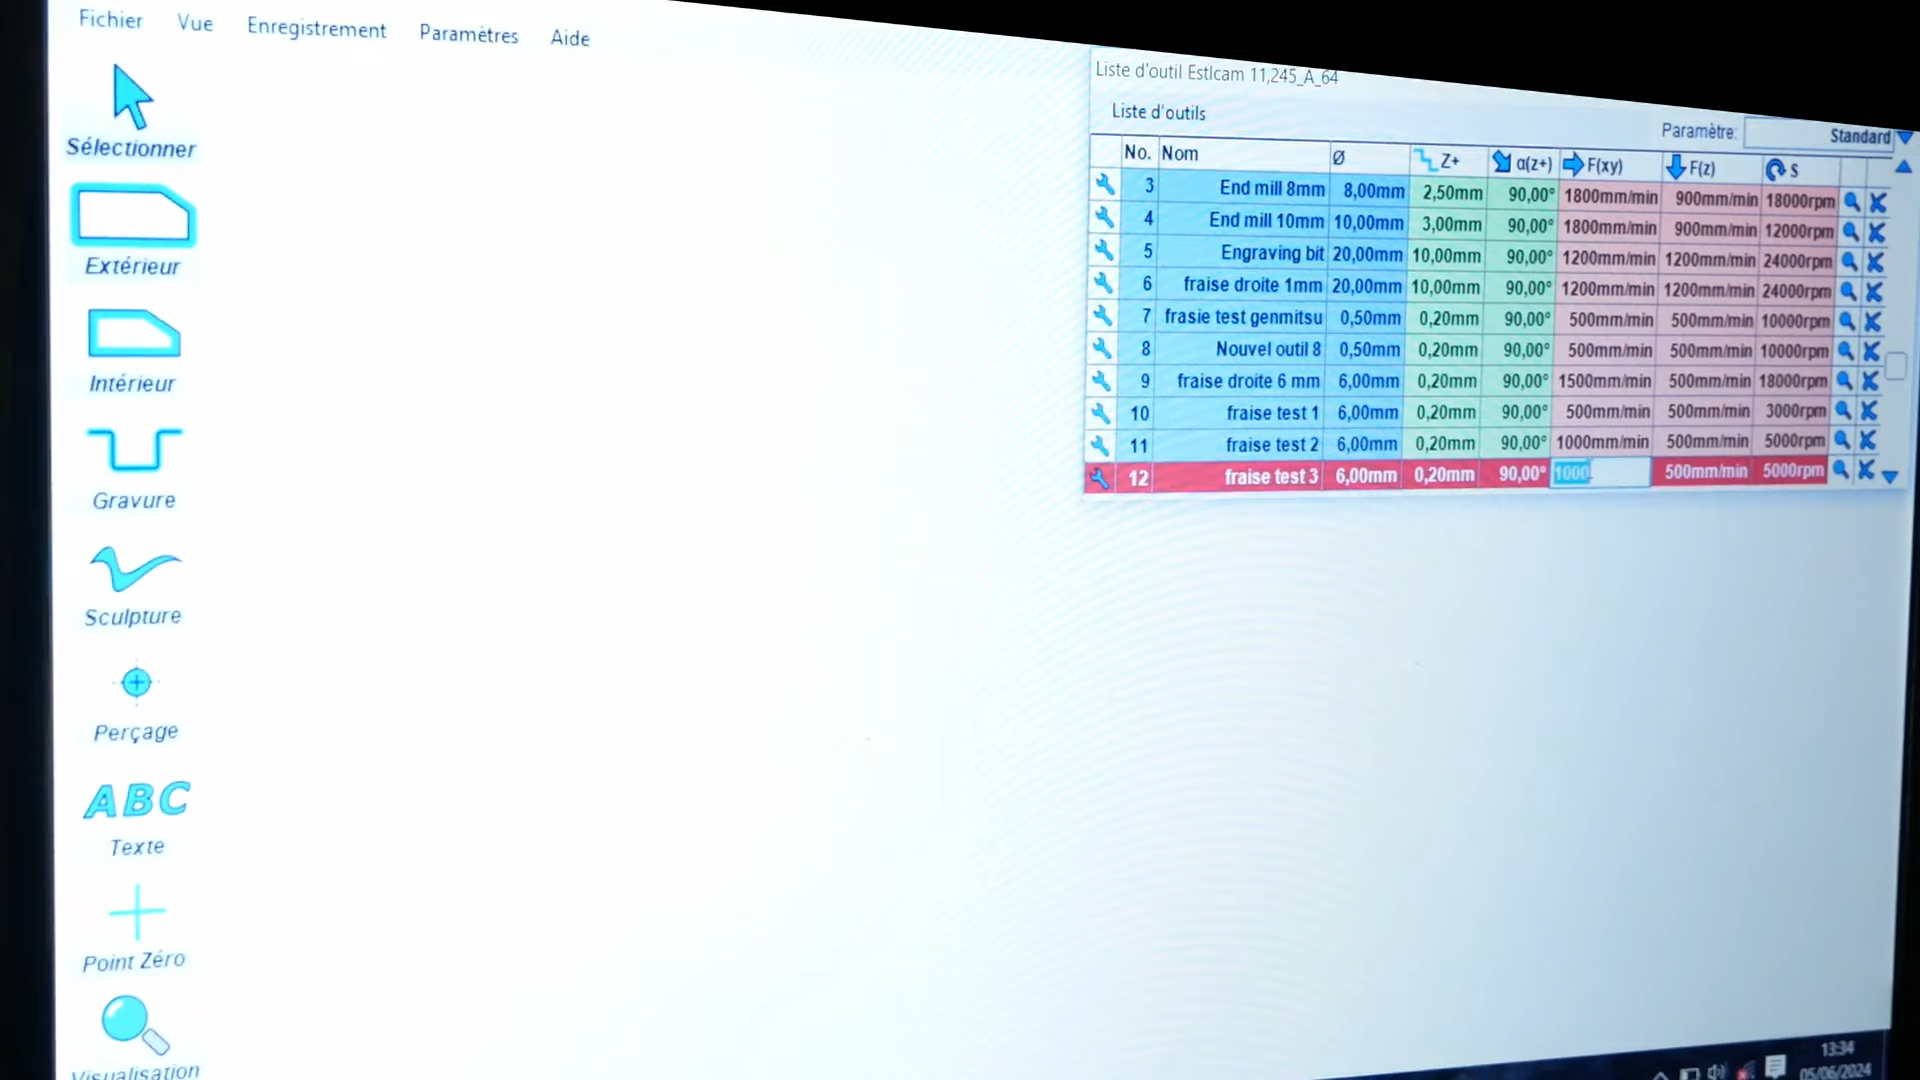 Fichier Vue Enregistrement Paramètres Aide
Sélectionner
Extérieur
Intérieur
Gravure
Sculpture
Perçage
ABC
Texte
Point Zéro
Visualisation
Liste d'outil Estlcam 11,245_A_64
Liste d'outils
Paramètre: Standard
No. Nom Ø Z+ α(z+) F(xy) F(z) S
3 End mill 8mm 8,00mm 2,50mm 90,00° 1800mm/min 900mm/min 18000rpm
4 End mill 10mm 10,00mm 3,00mm 90,00° 1800mm/min 900mm/min 12000rpm
5 Engraving bit 20,00mm 10,00mm 90,00° 1200mm/min 1200mm/min 24000rpm
6 fraise droite 1mm 20,00mm 10,00mm 90,00° 1200mm/min 1200mm/min 24000rpm
7 frasie test genmitsu 0,50mm 0,20mm 90,00° 500mm/min 500mm/min 10000rpm
8 Nouvel outil 8 0,50mm 0,20mm 90,00° 500mm/min 500mm/min 10000rpm
9 fraise droite 6 mm 6,00mm 0,20mm 90,00° 1500mm/min 500mm/min 18000rpm
10 fraise test 1 6,00mm 0,20mm 90,00° 500mm/min 500mm/min 3000rpm
11 fraise test 2 6,00mm 0,20mm 90,00° 1000mm/min 500mm/min 5000rpm
12 fraise test 3 6,00mm 0,20mm 90,00° 1000 500mm/min 5000rpm
13:34
05/06/2024